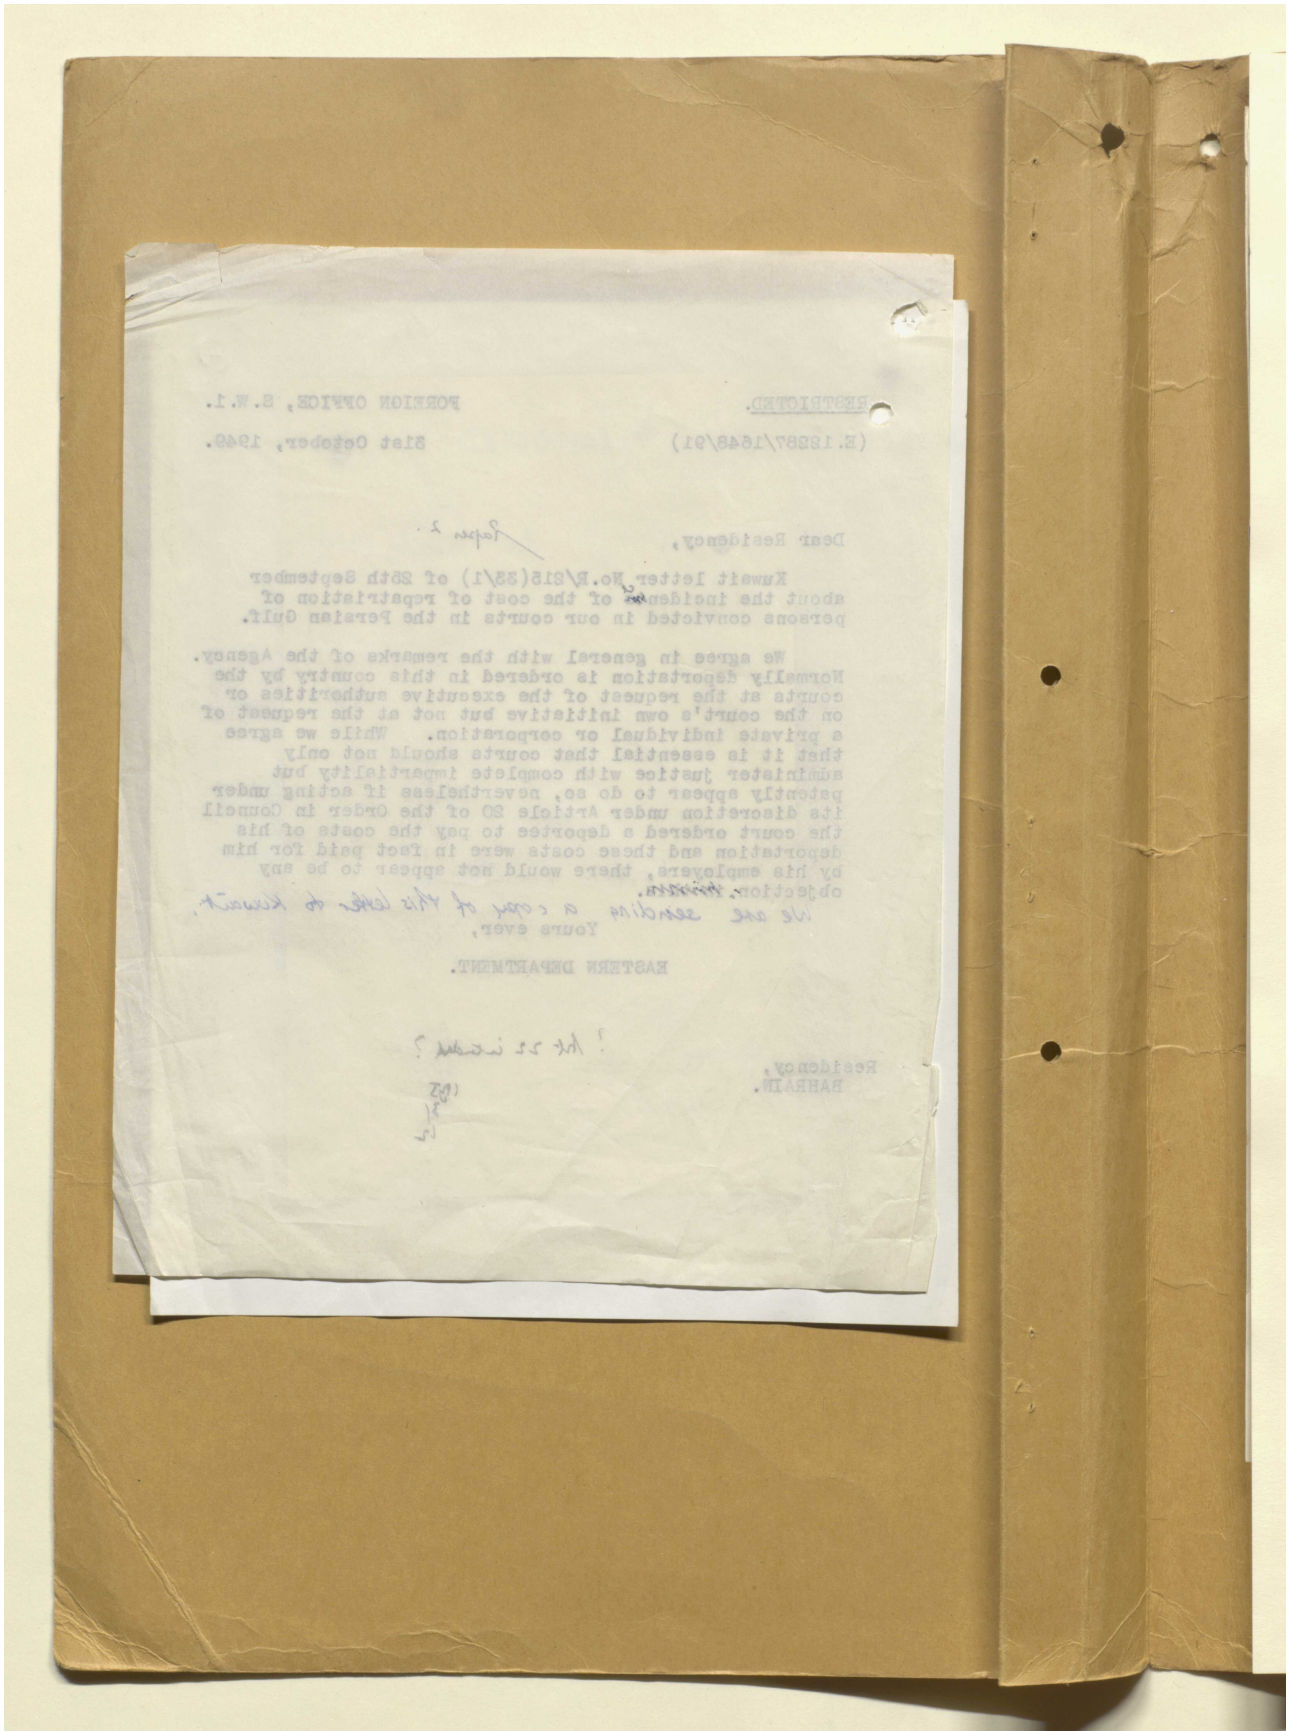 RESTRICTED. FOREIGN OFFICE, S.W.1.
(E.12287/1648/91) 31st October, 1949.
Paper 2.
Dear Residency,
Kuwait letter No.R/215(33/1) of 25th September
about the incidence of the cost of repatriation of
persons convicted in our courts in the Persian Gulf.
We agree in general with the remarks of the Agency.
Normally deportation is ordered in this country by the
courts at the request of the executive authorities or
on the court's own initiative but not at the request of
a private individual or corporation. While we agree
that it is essential that courts should not only
administer justice with complete impartiality but
patently appear to do so, nevertheless if acting under
its discretion under Article 20 of the Order in Council
the court ordered a deportee to pay the costs of his
deportation and these costs were in fact paid for him
by his employers, there would not appear to be any
objection.
We are sending a copy of this letter to Kuwait.
Yours ever,
EASTERN DEPARTMENT.
? Art 22 intended ?
Residency,
BAHRAIN.